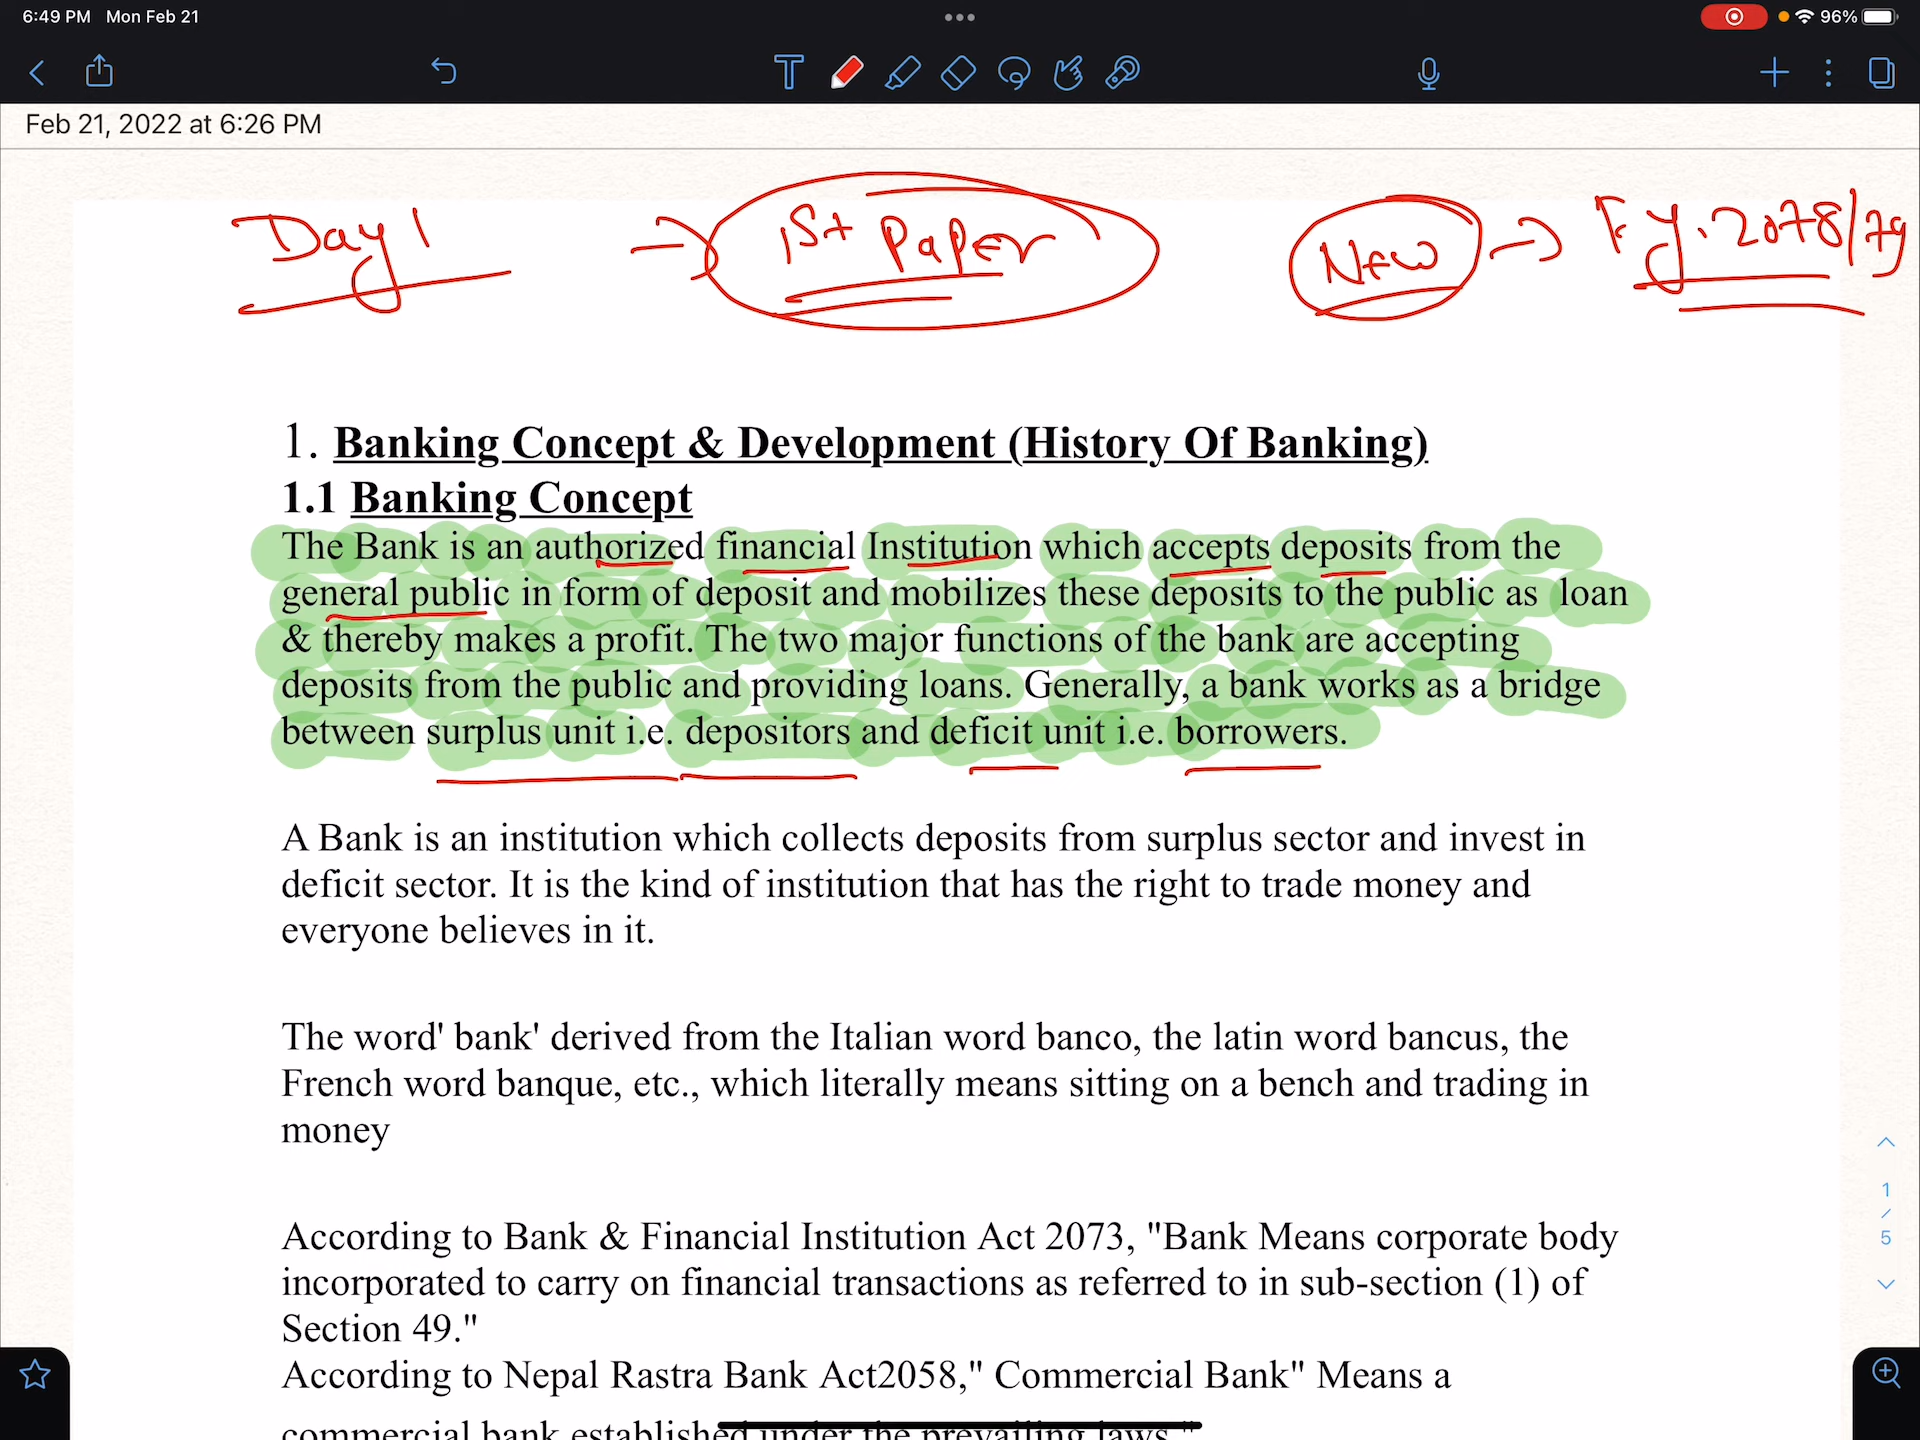 6:49 PM Mon Feb 21
96%
Feb 21, 2022 at 6:26 PM
Day 1 → 1st Paper New → F.Y. 2078/79
1. Banking Concept & Development (History Of Banking)
1.1 Banking Concept
The Bank is an authorized financial Institution which accepts deposits from the
general public in form of deposit and mobilizes these deposits to the public as loan
& thereby makes a profit. The two major functions of the bank are accepting
deposits from the public and providing loans. Generally, a bank works as a bridge
between surplus unit i.e. depositors and deficit unit i.e. borrowers.
A Bank is an institution which collects deposits from surplus sector and invest in
deficit sector. It is the kind of institution that has the right to trade money and
everyone believes in it.
The word' bank' derived from the Italian word banco, the latin word bancus, the
French word banque, etc., which literally means sitting on a bench and trading in
money
According to Bank & Financial Institution Act 2073, "Bank Means corporate body
incorporated to carry on financial transactions as referred to in sub-section (1) of
Section 49."
According to Nepal Rastra Bank Act2058," Commercial Bank" Means a
commercial bank established under the prevailing laws."
1
/
5